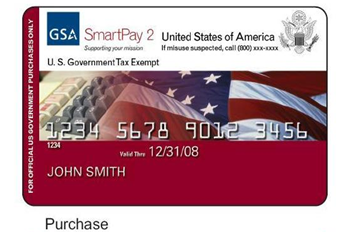 FOR OFFICIAL US GOVERNMENT PURCHASES ONLY
GSA SmartPay 2
Supporting your mission
United States of America
If misuse suspected, call (800) xxx-xxxx
U.S. Government Tax Exempt
1234 5678 9012 3456
1234
Valid Thru 12/31/08
JOHN SMITH
Purchase